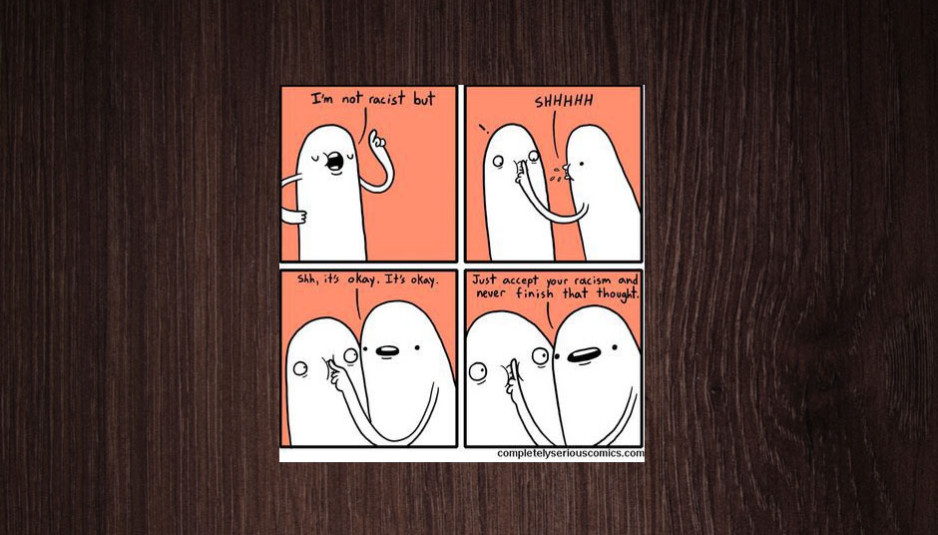 I'm not racist but
SHHHHH
Shh, it's okay. It's okay.
Just accept your racism and
never finish that thought.
completelyseriouscomics.com